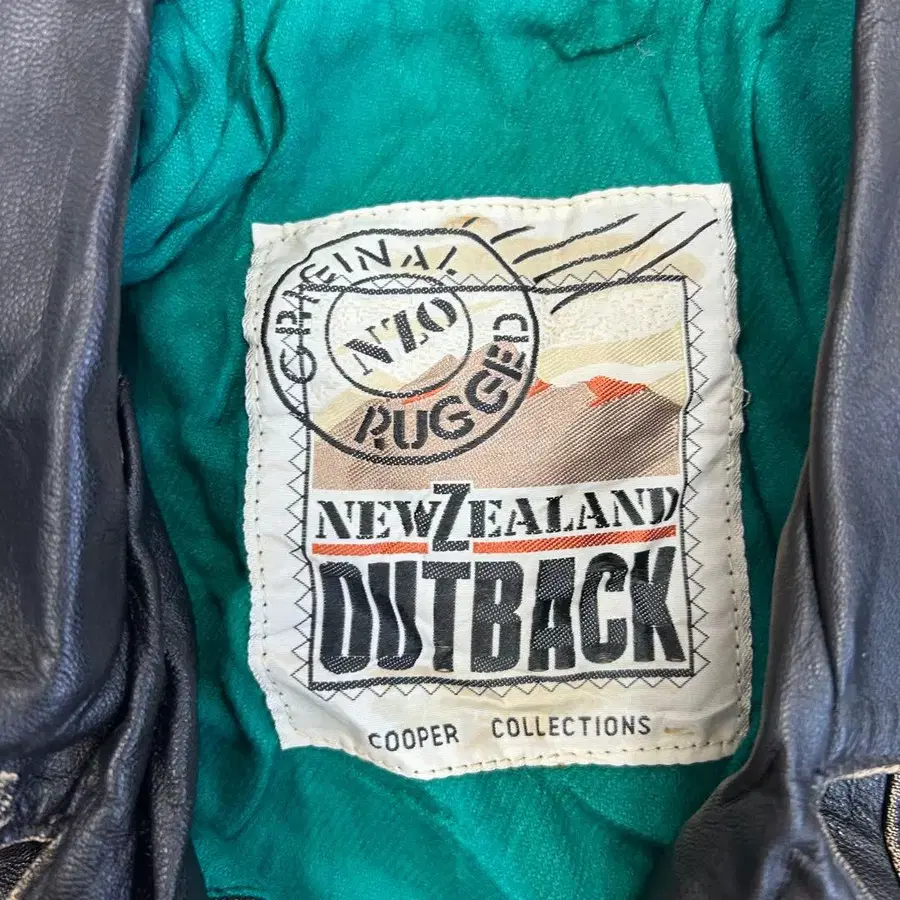 ORIGINAL
NZO
RUGGED
NEW ZEALAND
OUTBACK
COOPER COLLECTIONS